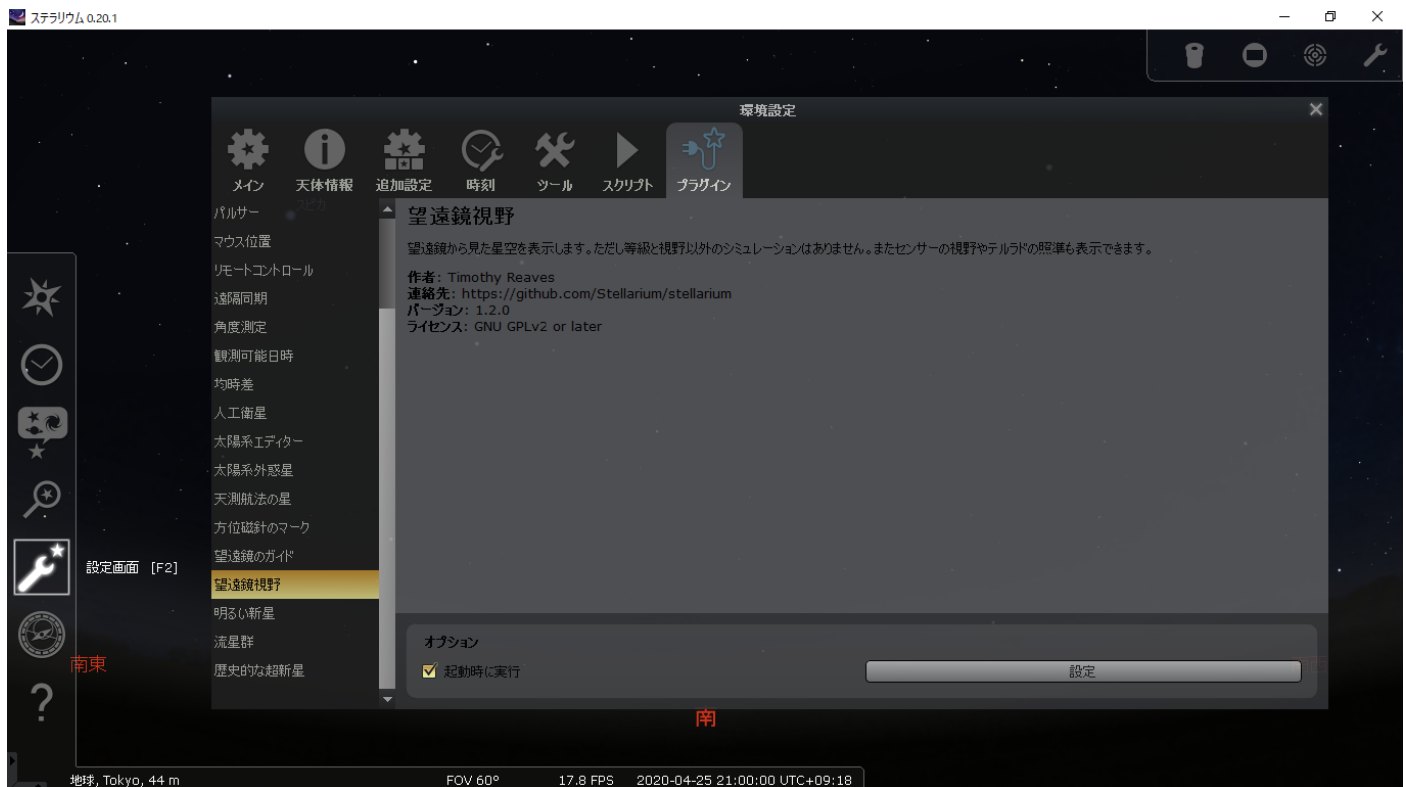 ステラリウム 0.20.1
環境設定
メイン 天体情報 追加設定 時刻 ツール スクリプト プラグイン
パルサー
スピカ
マウス位置
リモートコントロール
遠隔同期
角度測定
観測可能日時
均時差
人工衛星
太陽系エディター
太陽系外惑星
天測航法の星
方位磁針のマーク
望遠鏡のガイド
望遠鏡視野
明るい新星
流星群
歴史的な超新星
望遠鏡視野
望遠鏡から見た星空を表示します。ただし等級と視野以外のシミュレーションはありません。またセンサーの視野やテルラドの照準も表示できます。
作者: Timothy Reaves
連絡先: https://github.com/Stellarium/stellarium
バージョン: 1.2.0
ライセンス: GNU GPLv2 or later
オプション
起動時に実行
設定
設定画面 [F2]
南東
南
地球, Tokyo, 44 m FOV 60° 17.8 FPS 2020-04-25 21:00:00 UTC+09:18